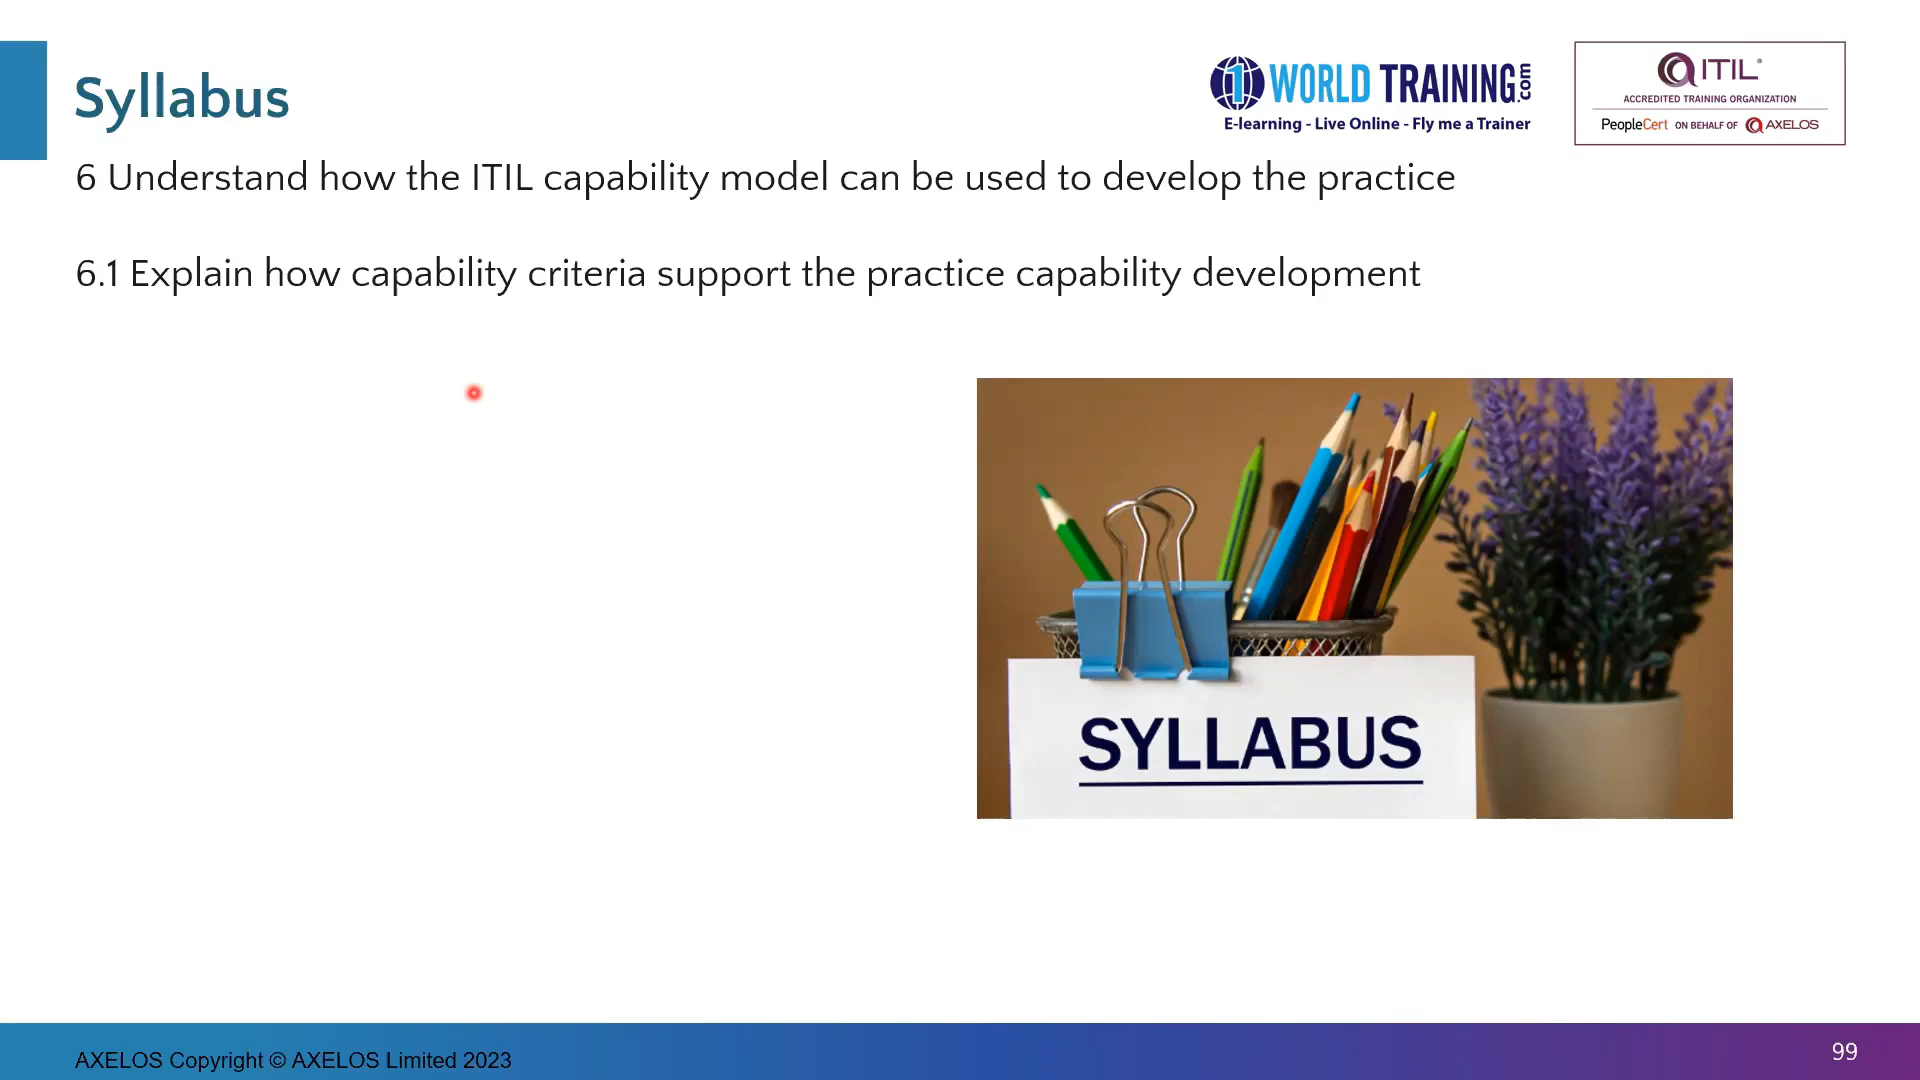 Syllabus
1 WORLD TRAINING.com
E-learning - Live Online - Fly me a Trainer
ITIL®
ACCREDITED TRAINING ORGANIZATION
PeopleCert ON BEHALF OF AXELOS
6 Understand how the ITIL capability model can be used to develop the practice
6.1 Explain how capability criteria support the practice capability development
SYLLABUS
AXELOS Copyright © AXELOS Limited 2023
99